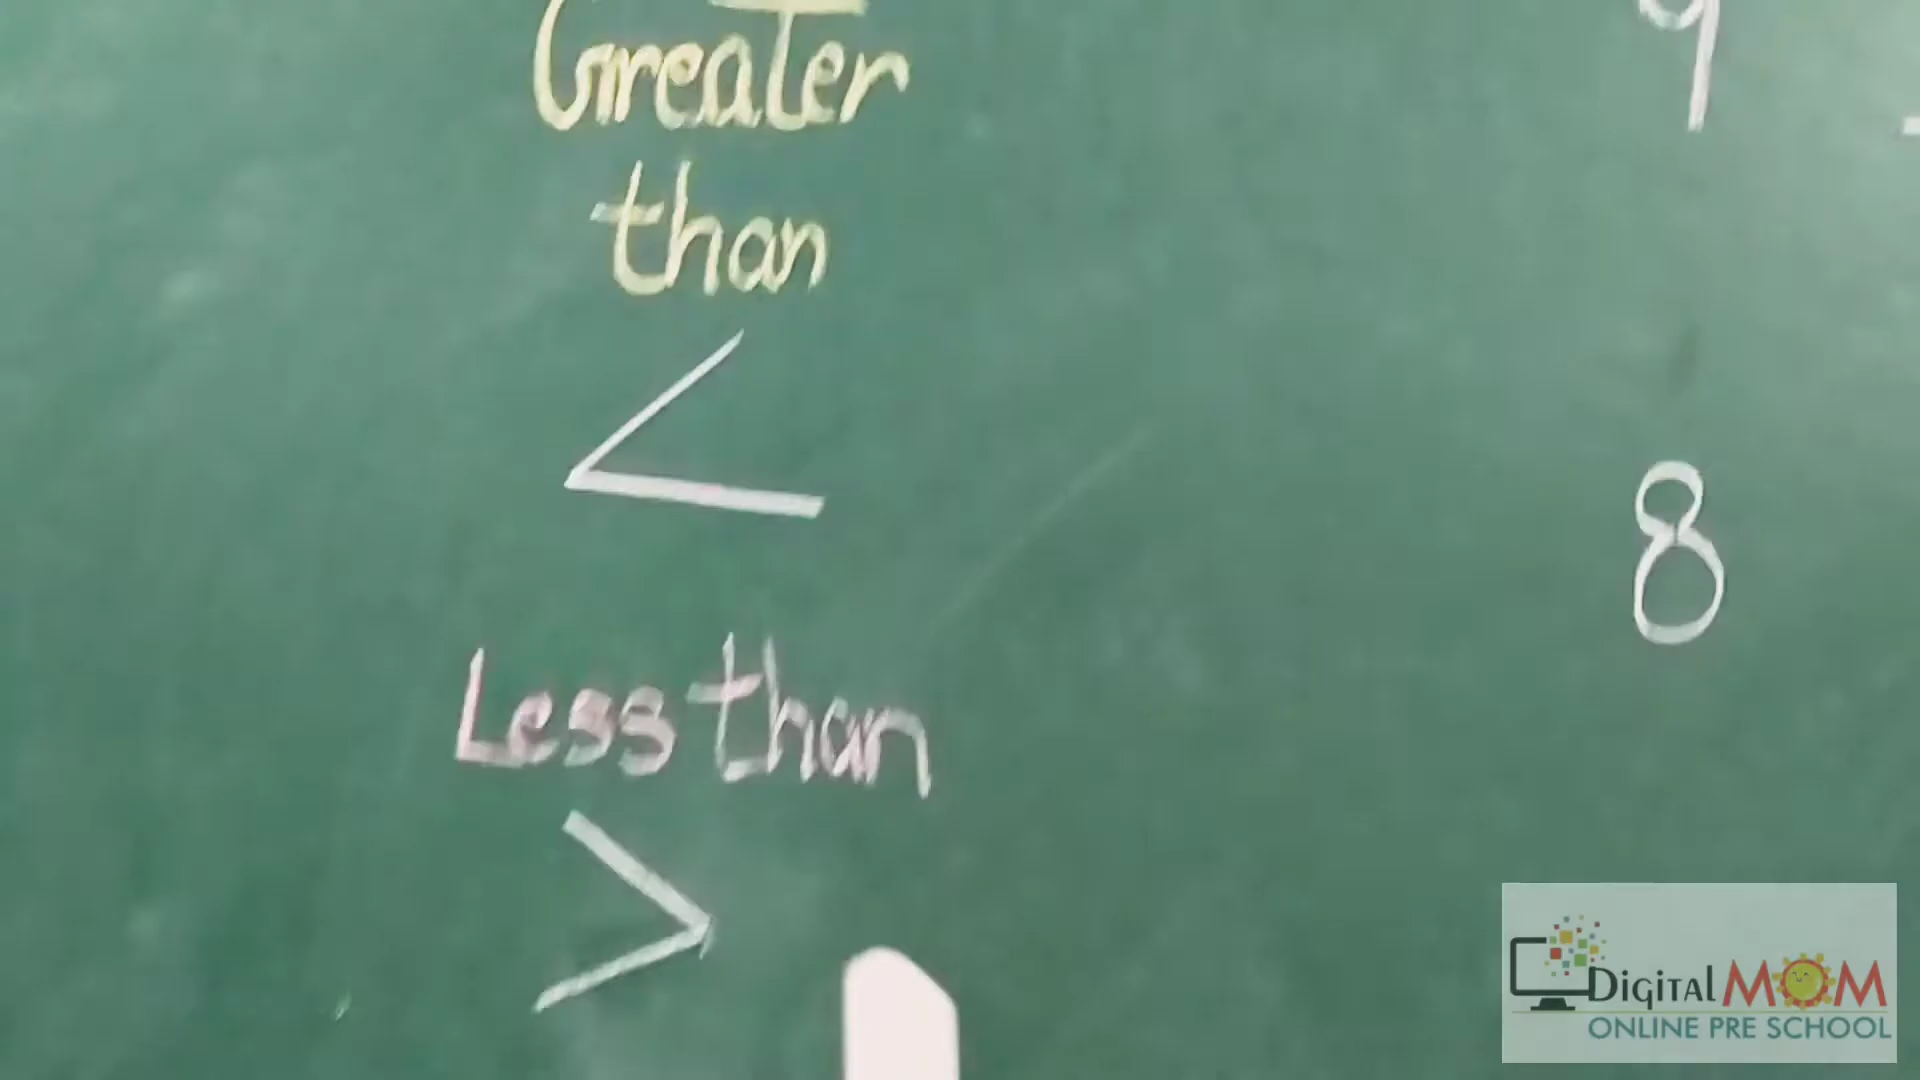 Greater
than
<
Less than
>
9
8
Digital MOM
ONLINE PRE SCHOOL